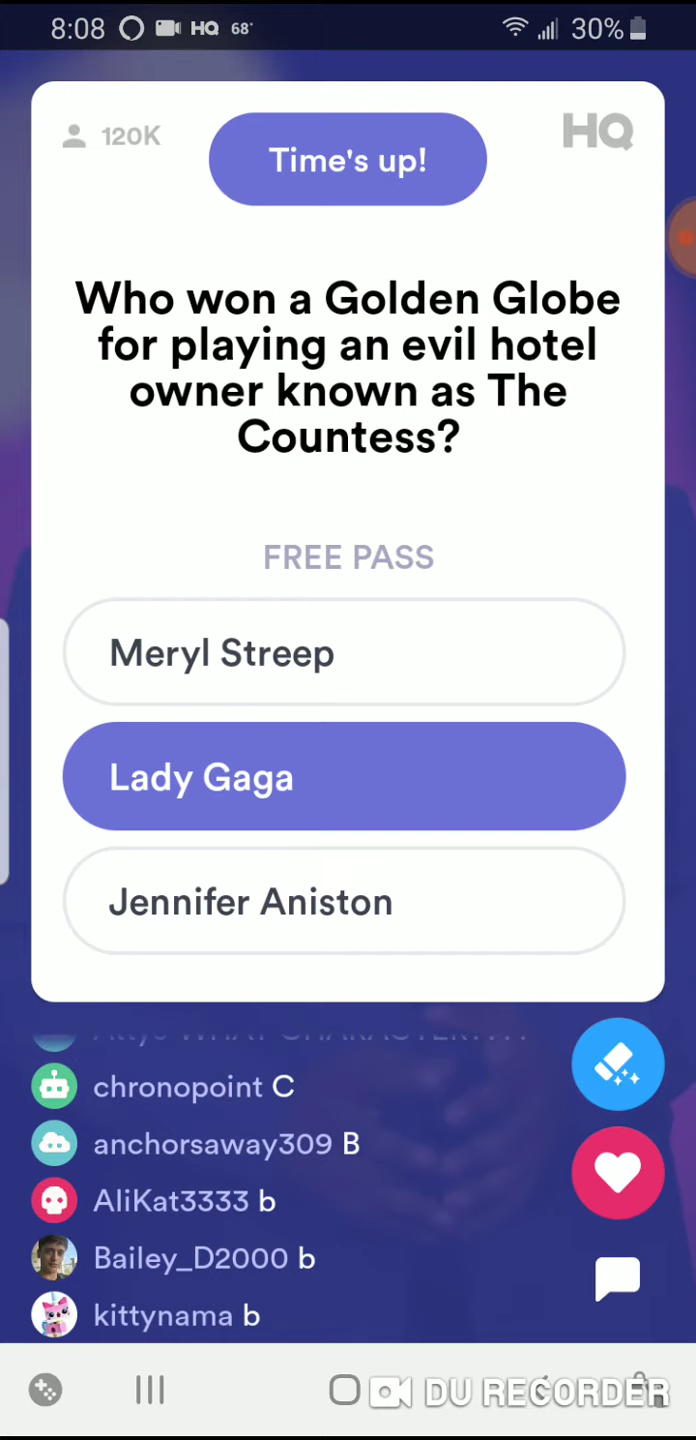 8:08 HQ 68° 30%
120K Time's up! HQ
Who won a Golden Globe
for playing an evil hotel
owner known as The
Countess?
FREE PASS
Meryl Streep
Lady Gaga
Jennifer Aniston
chronopoint C
anchorsaway309 B
AliKat3333 b
Bailey_D2000 b
kittynama b
DU RECORDER